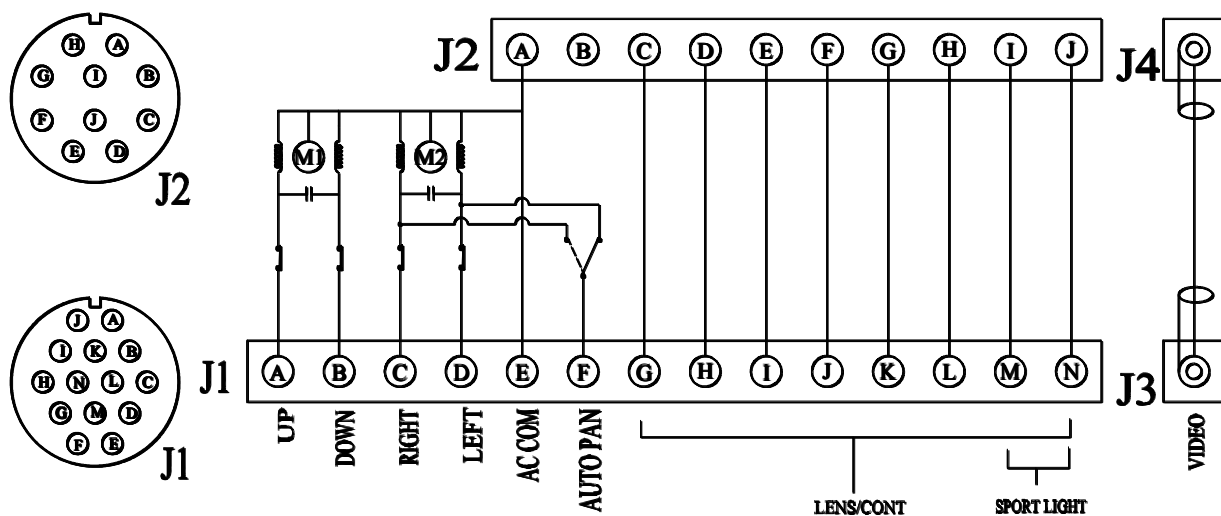 H A
G I B
F J C
E D
J2
J2 A B C D E F G H I J J4
M1 M2
J A
I K B
H N L C
G M D
F E
J1
J1 A B C D E F G H I J K L M N J3
UP
DOWN
RIGHT
LEFT
AC COM
AUTO PAN
LENS/CONT
SPORT LIGHT
VIDEO